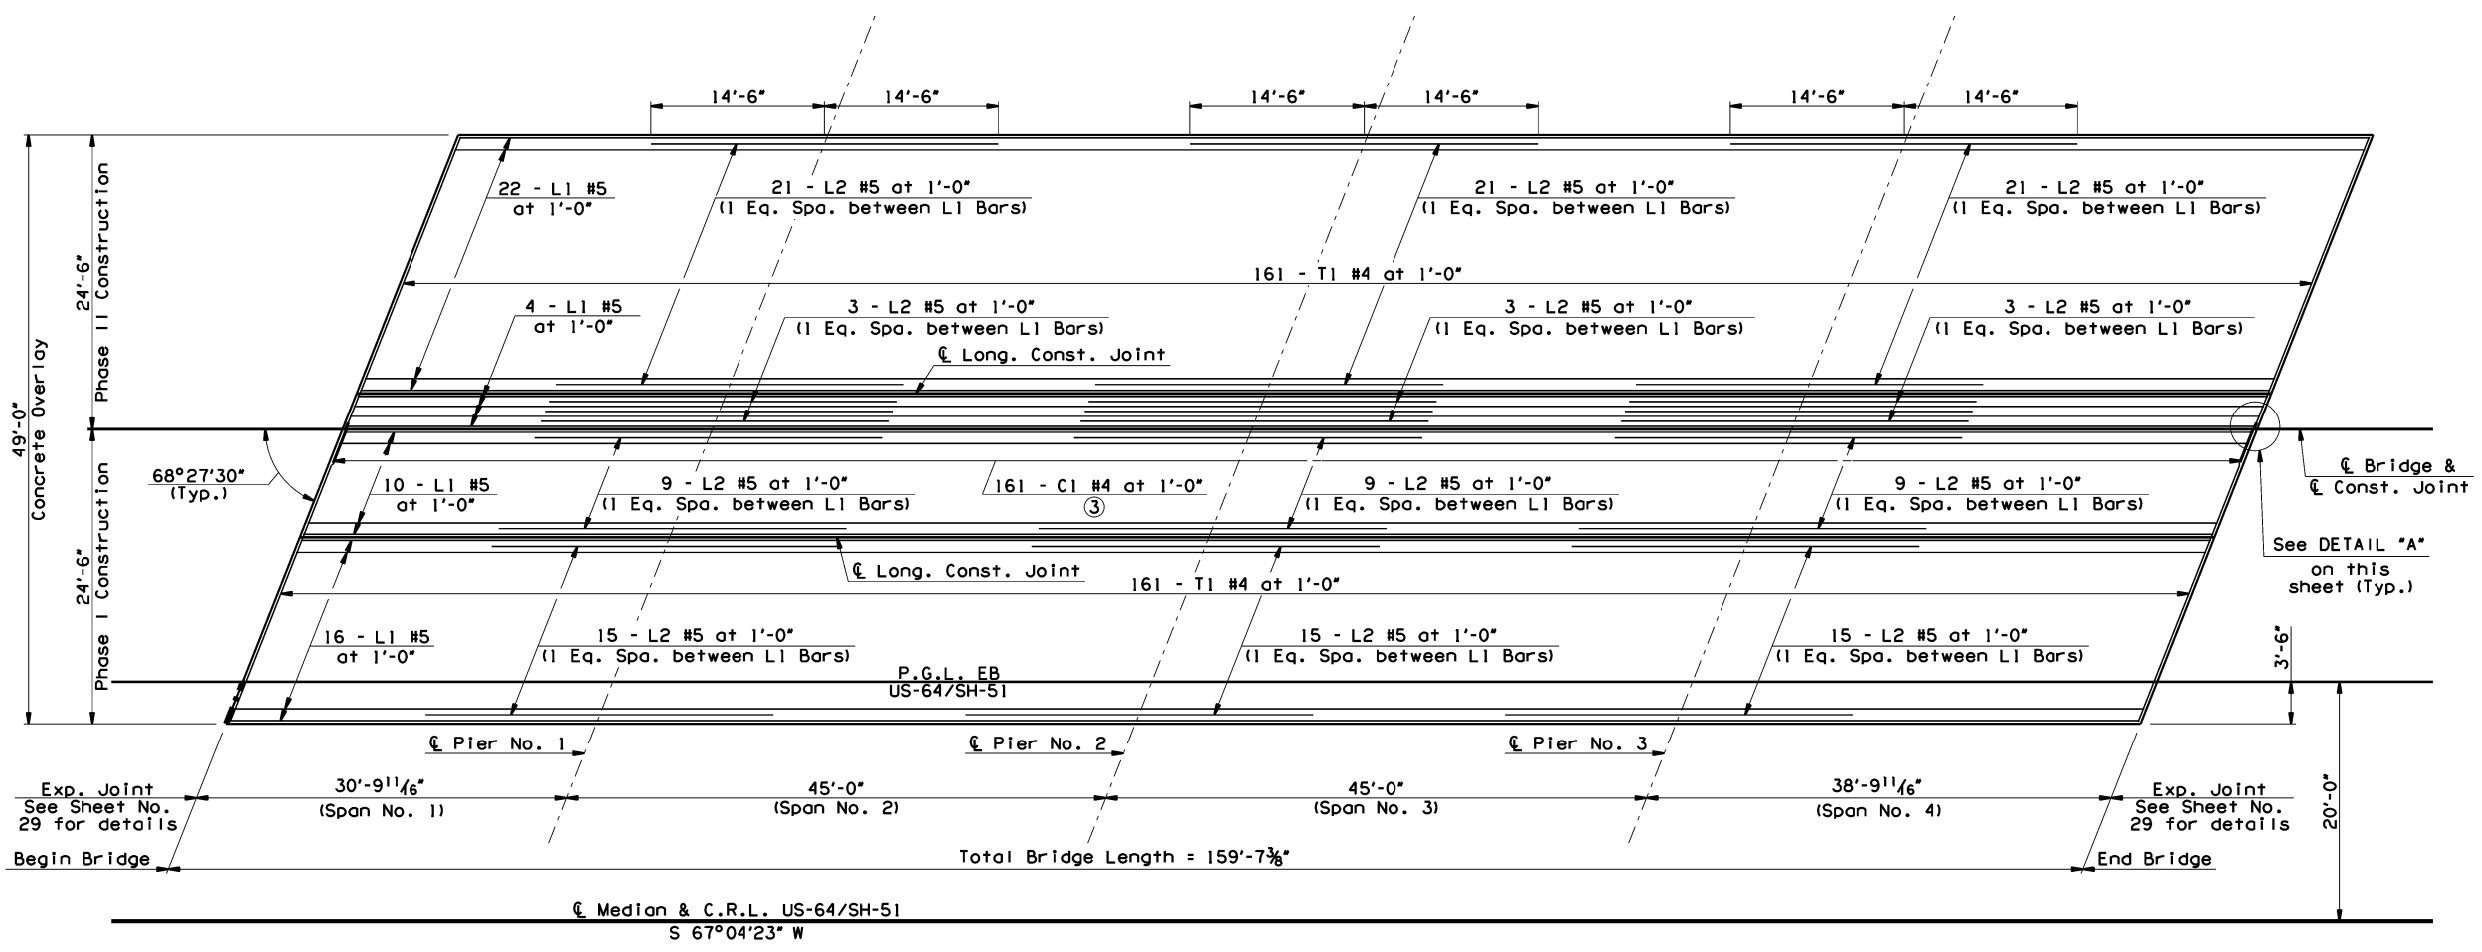 14'-6" 14'-6" 14'-6" 14'-6" 14'-6" 14'-6"
49'-0"
Concrete Overlay
24'-6"
Phase II Construction
24'-6"
Phase I Construction
22 - L1 #5
at 1'-0"
21 - L2 #5 at 1'-0"
(1 Eq. Spa. between L1 Bars)
21 - L2 #5 at 1'-0"
(1 Eq. Spa. between L1 Bars)
21 - L2 #5 at 1'-0"
(1 Eq. Spa. between L1 Bars)
161 - T1 #4 at 1'-0"
4 - L1 #5
at 1'-0"
3 - L2 #5 at 1'-0"
(1 Eq. Spa. between L1 Bars)
3 - L2 #5 at 1'-0"
(1 Eq. Spa. between L1 Bars)
3 - L2 #5 at 1'-0"
(1 Eq. Spa. between L1 Bars)
℄ Long. Const. Joint
68°27'30"
(Typ.)
10 - L1 #5
at 1'-0"
9 - L2 #5 at 1'-0"
(1 Eq. Spa. between L1 Bars)
161 - C1 #4 at 1'-0"
③
9 - L2 #5 at 1'-0"
(1 Eq. Spa. between L1 Bars)
9 - L2 #5 at 1'-0"
(1 Eq. Spa. between L1 Bars)
℄ Bridge &
℄ Const. Joint
See DETAIL "A"
on this
sheet (Typ.)
℄ Long. Const. Joint
161 - T1 #4 at 1'-0"
16 - L1 #5
at 1'-0"
15 - L2 #5 at 1'-0"
(1 Eq. Spa. between L1 Bars)
15 - L2 #5 at 1'-0"
(1 Eq. Spa. between L1 Bars)
15 - L2 #5 at 1'-0"
(1 Eq. Spa. between L1 Bars)
3'-6"
P.G.L. EB
US-64/SH-51
℄ Pier No. 1
℄ Pier No. 2
℄ Pier No. 3
Exp. Joint
See Sheet No.
29 for details
30'-9 11/16"
(Span No. 1)
45'-0"
(Span No. 2)
45'-0"
(Span No. 3)
38'-9 11/16"
(Span No. 4)
Exp. Joint
See Sheet No.
29 for details
20'-0"
Begin Bridge
Total Bridge Length = 159'-7 3/8"
End Bridge
℄ Median & C.R.L. US-64/SH-51
S 67°04'23" W